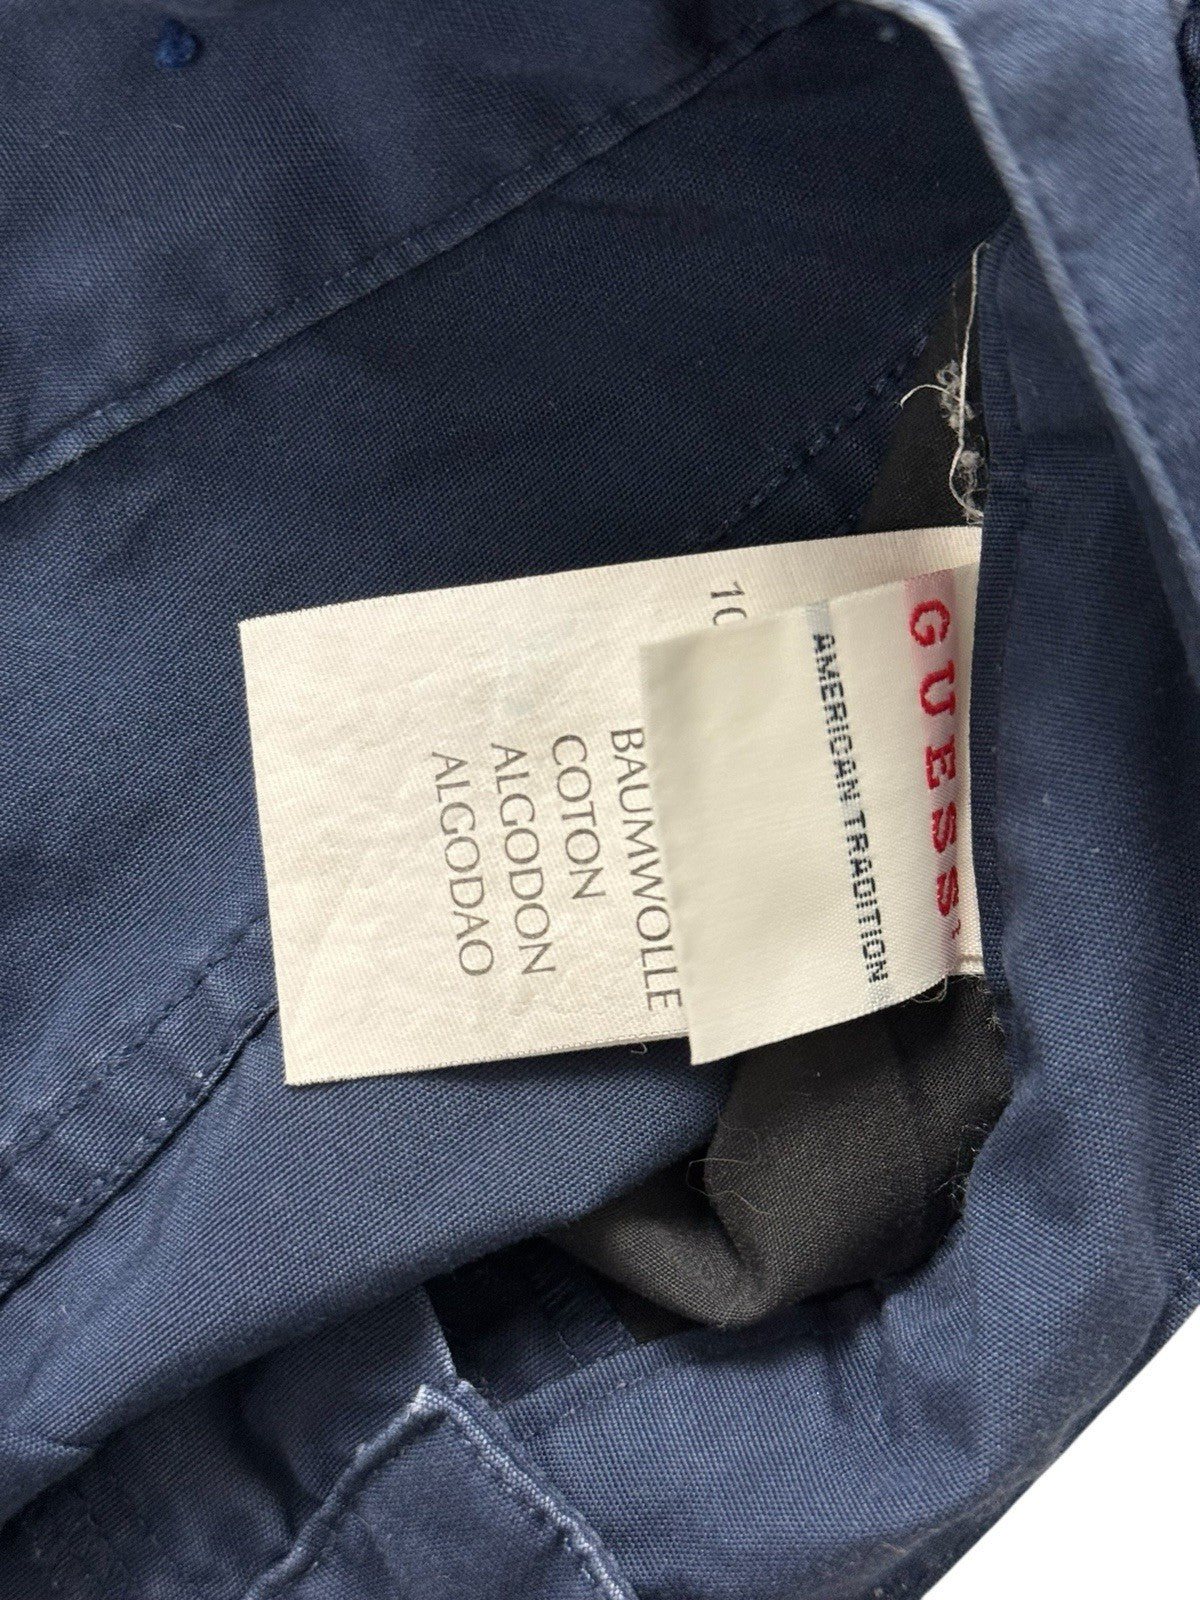 GUESS
AMERICAN TRADITION
10
BAUMWOLLE
COTON
ALGODON
ALGODAO